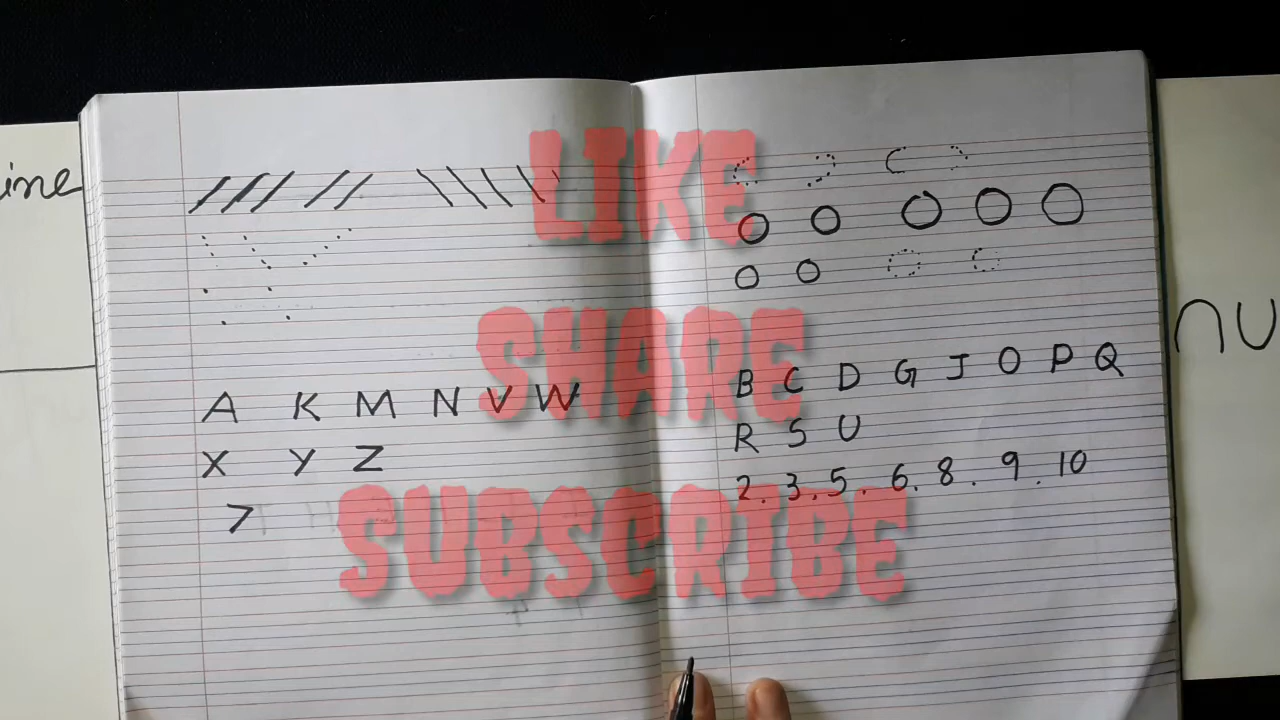 ine
A K M N V W
X Y Z
7
B C D G J O P Q
R S U
2. 3. 5. 6. 8. 9. 10
LIKE
SHARE
SUBSCRIBE